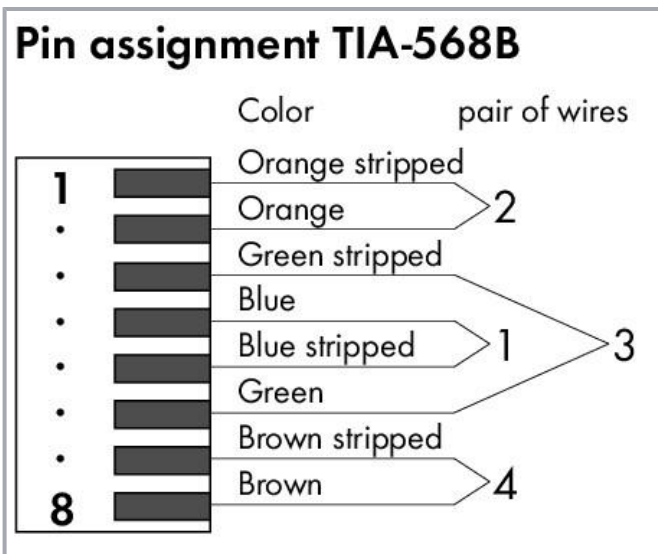 Pin assignment TIA-568B
Color pair of wires
1 Orange stripped
Orange 2
Green stripped
Blue
Blue stripped 1 3
Green
Brown stripped
8 Brown 4